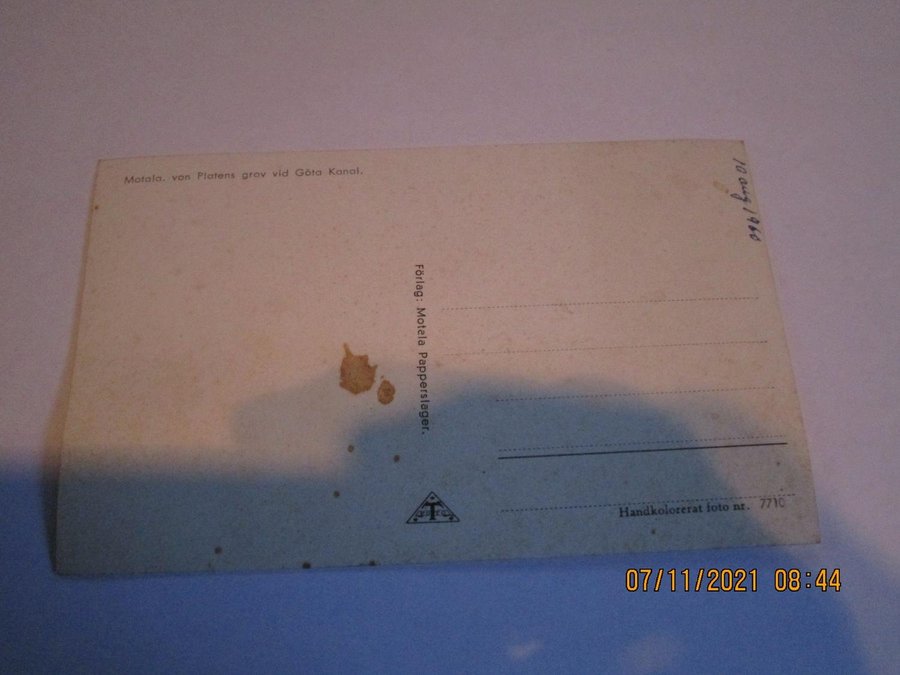 Motala. von Platens grav vid Göta Kanal.
10 aug 1960
Förlag: Motala Papperslager.
T
Handkolorerat foto nr. 7710
07/11/2021 08:44